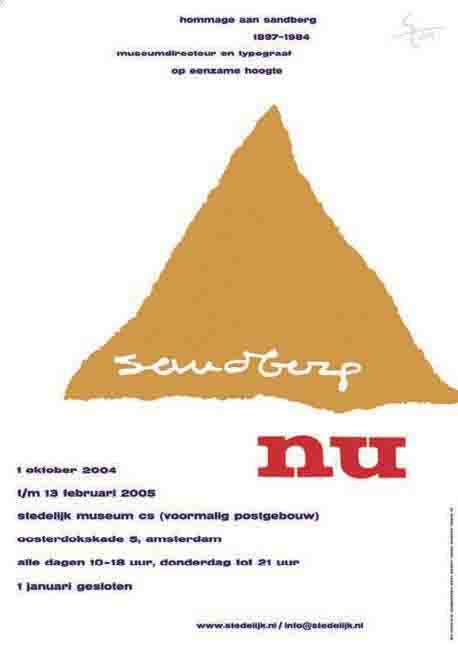 hommage aan sandberg
1897-1984
museumdirecteur en typograaf
op eenzame hoogte
sandberg
nu
1 oktober 2004
t/m 13 februari 2005
stedelijk museum cs (voormalig postgebouw)
oosterdokskade 5, amsterdam
alle dagen 10-18 uur, donderdag tot 21 uur
1 januari gesloten
www.stedelijk.nl / info@stedelijk.nl